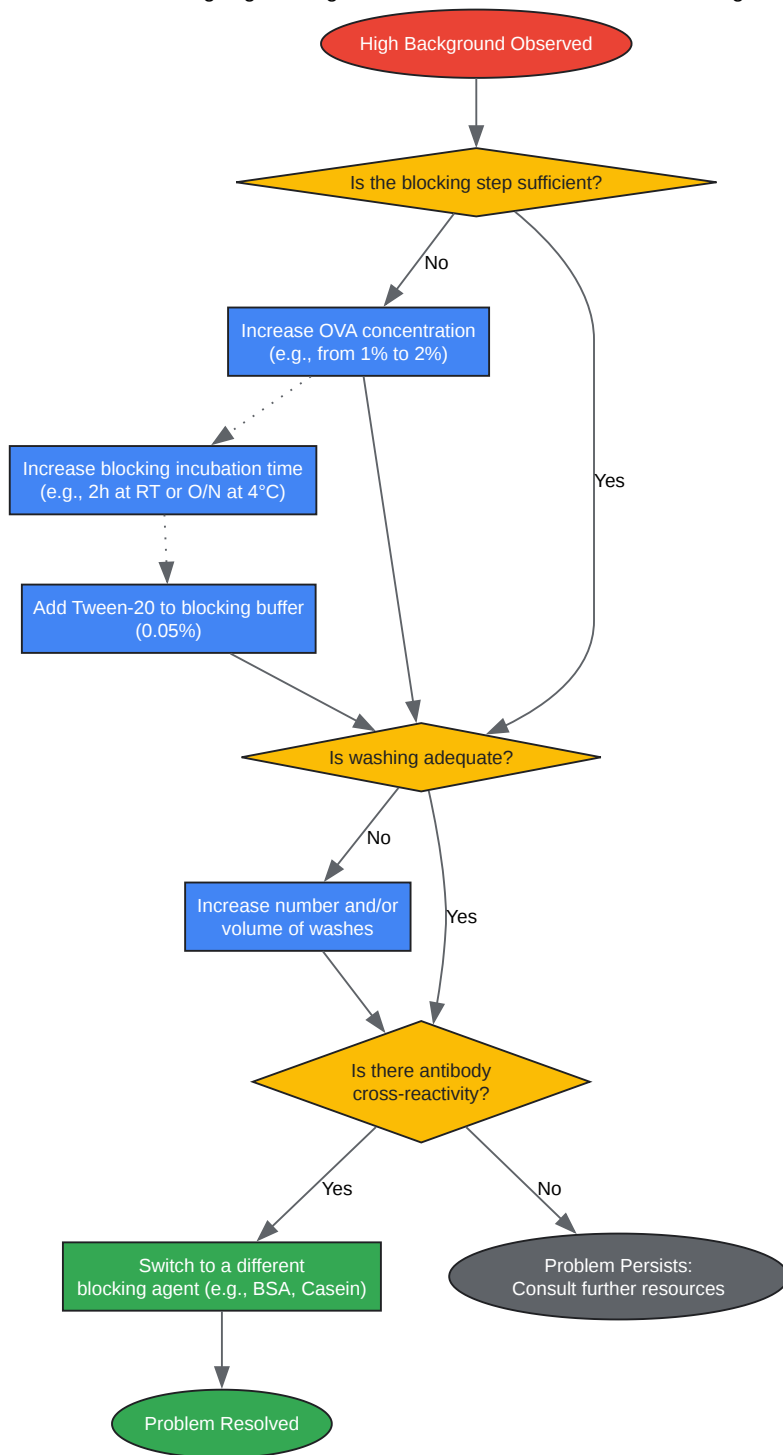 High Background Observed
Is the blocking step sufficient?
No
Increase OVA concentration
(e.g., from 1% to 2%)
Increase blocking incubation time
(e.g., 2h at RT or O/N at 4°C)
Yes
Add Tween-20 to blocking buffer
(0.05%)
Is washing adequate?
No
Increase number and/or
volume of washes
Yes
Is there antibody
cross-reactivity?
Yes
No
Switch to a different
blocking agent (e.g., BSA, Casein)
Problem Persists:
Consult further resources
Problem Resolved